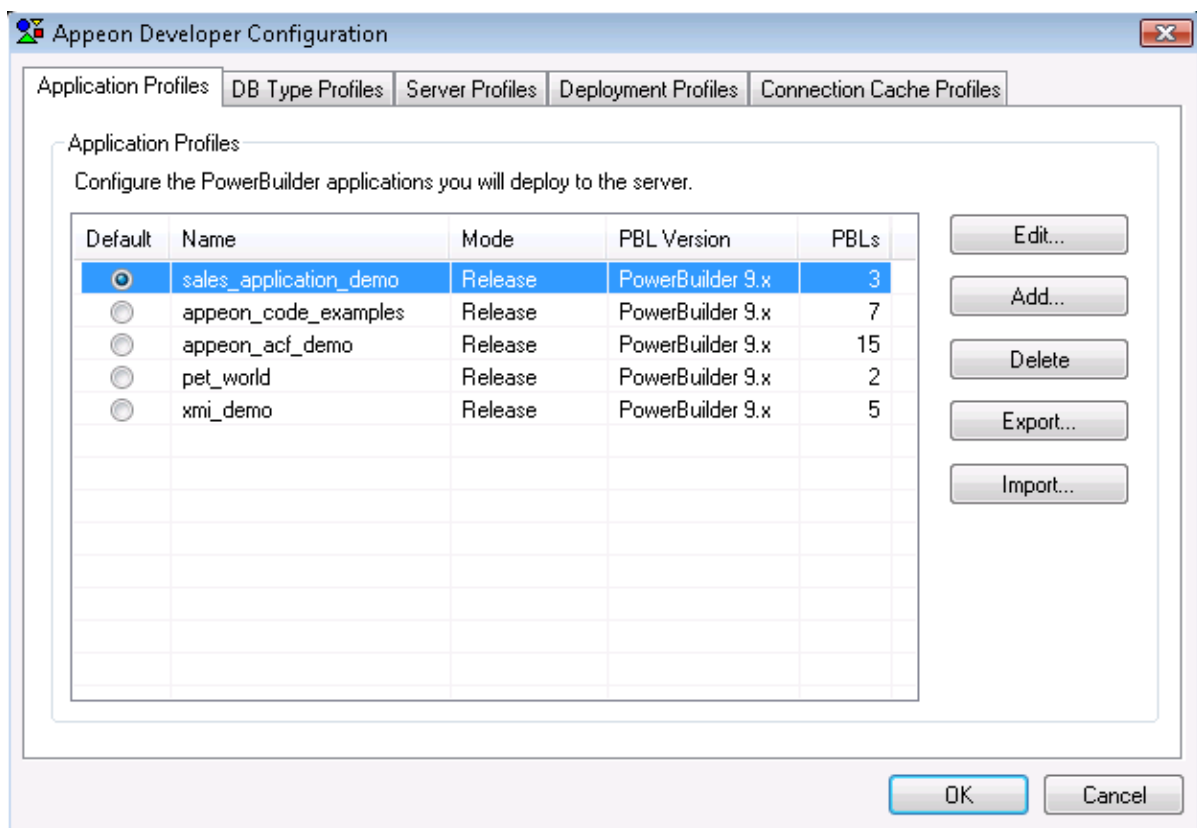 Appeon Developer Configuration
Application Profiles DB Type Profiles Server Profiles Deployment Profiles Connection Cache Profiles
Application Profiles
Configure the PowerBuilder applications you will deploy to the server.
Default Name Mode PBL Version PBLs
sales_application_demo Release PowerBuilder 9.x 3
appeon_code_examples Release PowerBuilder 9.x 7
appeon_acf_demo Release PowerBuilder 9.x 15
pet_world Release PowerBuilder 9.x 2
xmi_demo Release PowerBuilder 9.x 5
Edit...
Add...
Delete
Export...
Import...
OK Cancel